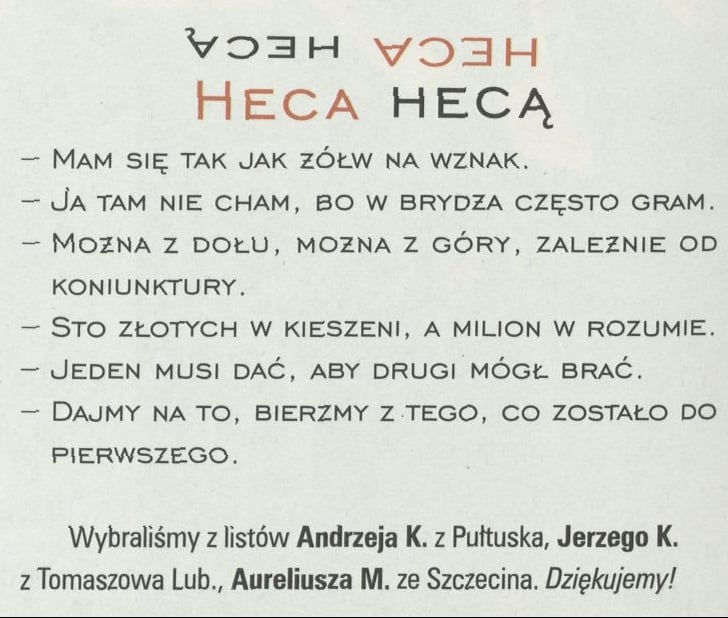 HECA HECĄ
HECA HECĄ
— MAM SIĘ TAK JAK ŻÓŁW NA WZNAK.
— JA TAM NIE CHAM, BO W BRYDŻA CZĘSTO GRAM.
— MOŻNA Z DOŁU, MOŻNA Z GÓRY, ZALEŻNIE OD
KONIUNKTURY.
— STO ZŁOTYCH W KIESZENI, A MILION W ROZUMIE.
— JEDEN MUSI DAĆ, ABY DRUGI MÓGŁ BRAĆ.
— DAJMY NA TO, BIERZMY Z TEGO, CO ZOSTAŁO DO
PIERWSZEGO.
Wybraliśmy z listów Andrzeja K. z Pułtuska, Jerzego K.
z Tomaszowa Lub., Aureliusza M. ze Szczecina. Dziękujemy!